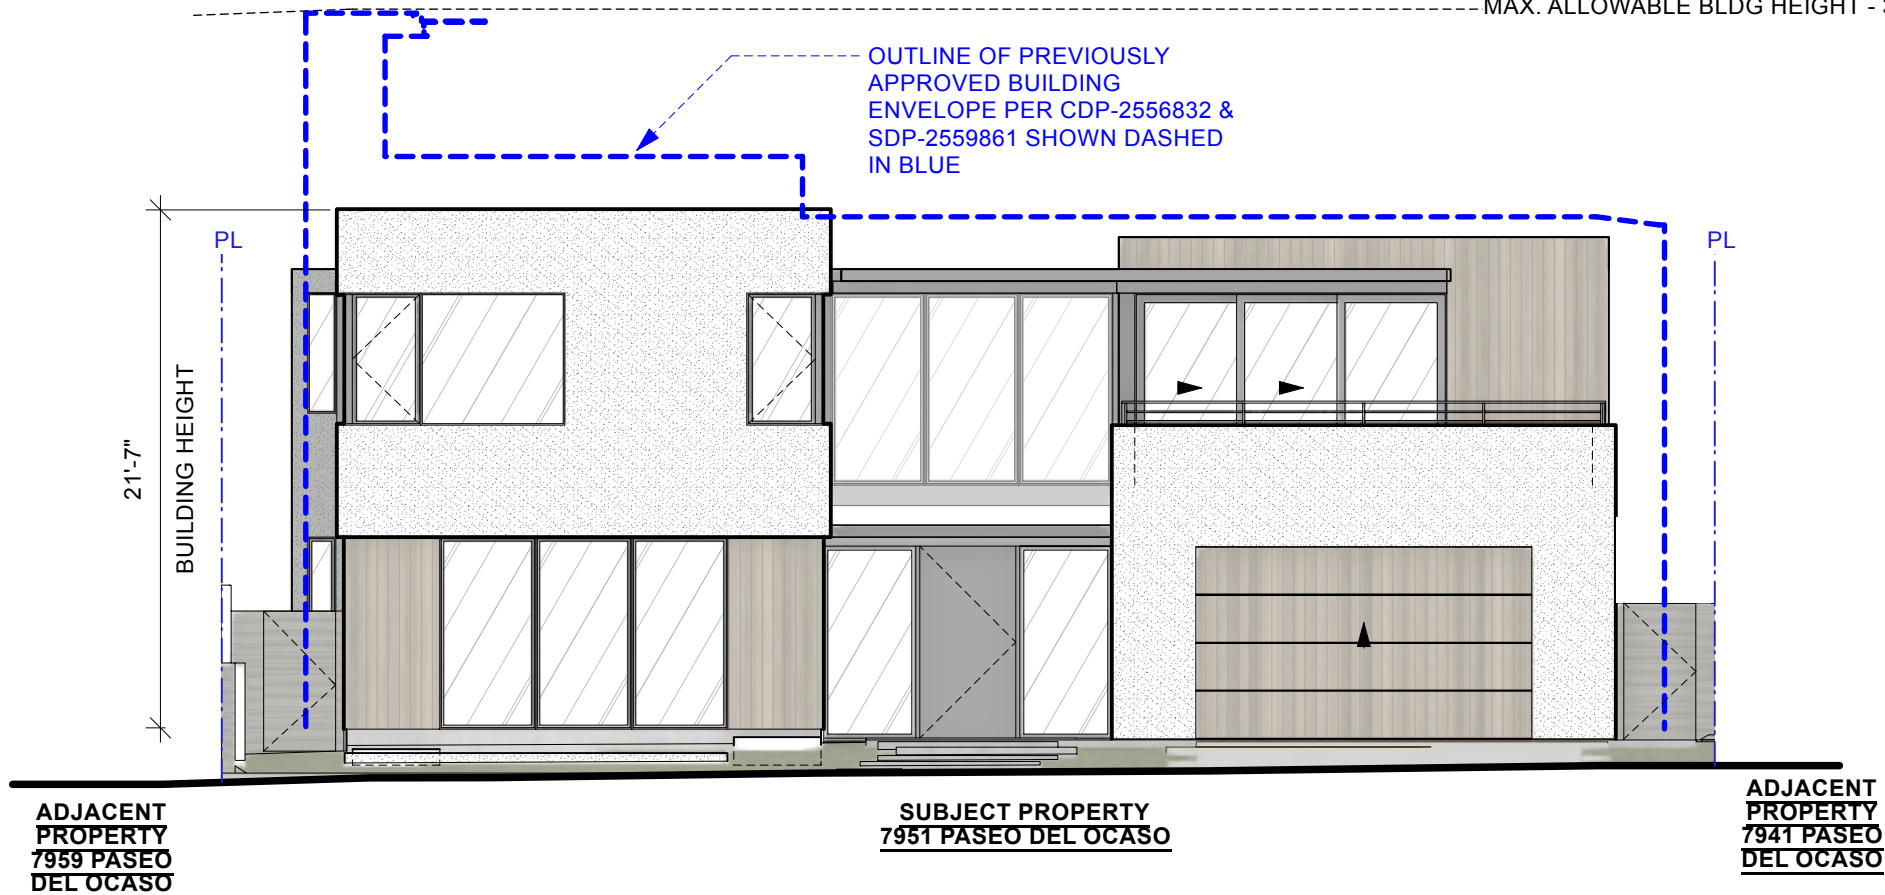 MAX. ALLOWABLE BLDG HEIGHT - 3
OUTLINE OF PREVIOUSLY
APPROVED BUILDING
ENVELOPE PER CDP-2556832 &
SDP-2559861 SHOWN DASHED
IN BLUE
PL
PL
21'-7"
BUILDING HEIGHT
ADJACENT
PROPERTY
7959 PASEO
DEL OCASO
SUBJECT PROPERTY
7951 PASEO DEL OCASO
ADJACENT
PROPERTY
7941 PASEO
DEL OCASO